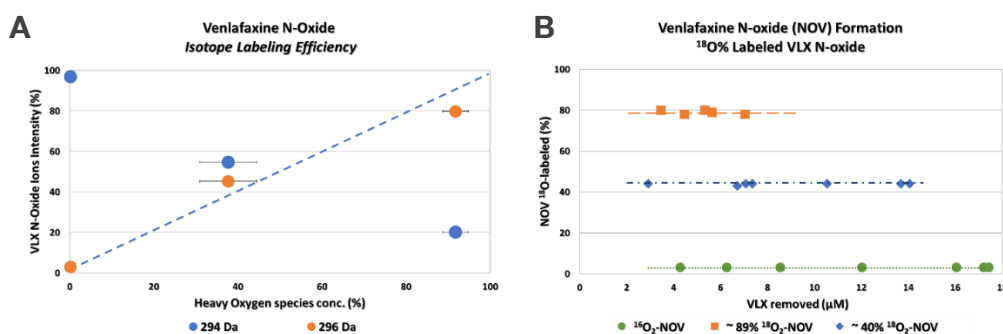 A
Venlafaxine N-Oxide
Isotope Labeling Efficiency
VLX N-Oxide Ions Intensity (%)
100
80
60
40
20
0
0
20
40
60
80
100
Heavy Oxygen species conc. (%)
294 Da
296 Da
B
Venlafaxine N-oxide (NOV) Formation
¹⁸O% Labeled VLX N-oxide
NOV ¹⁸O-labeled (%)
100
80
60
40
20
0
0
2
4
6
8
10
12
14
16
18
VLX removed (µM)
¹⁶O₂-NOV
~ 89% ¹⁸O₂-NOV
~ 40% ¹⁸O₂-NOV